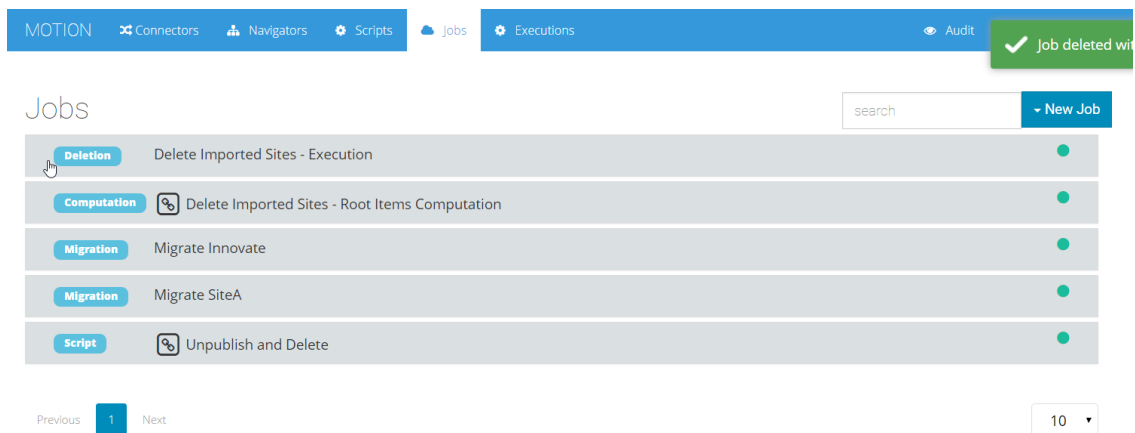 MOTION Connectors Navigators Scripts Jobs Executions Audit Job deleted
Jobs search New Job
Deletion Delete Imported Sites - Execution
Computation Delete Imported Sites - Root Items Computation
Migration Migrate Innovate
Migration Migrate SiteA
Script Unpublish and Delete
Previous 1 Next 10